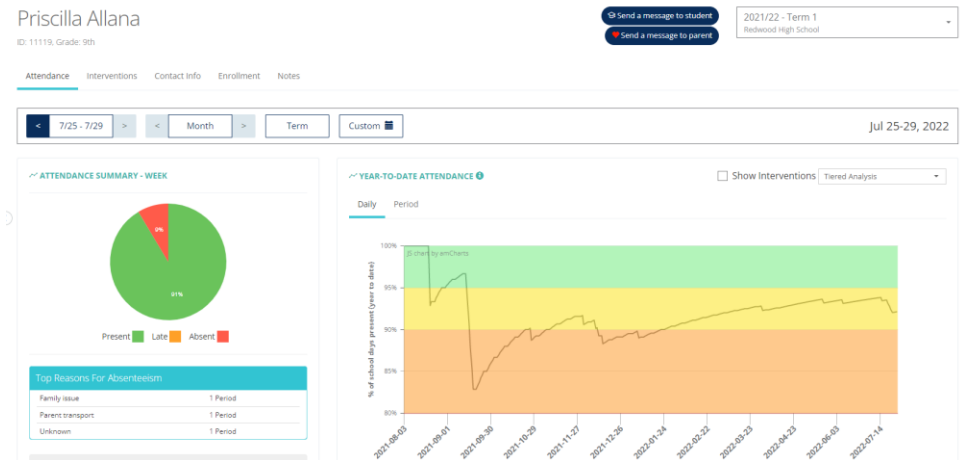 Priscilla Allana
ID: 11119, Grade: 9th
Send a message to student
Send a message to parent
2021/22 - Term 1
Redwood High School
Attendance Interventions Contact Info Enrollment Notes
< 7/25 - 7/29 > < Month > Term Custom
Jul 25-29, 2022
ATTENDANCE SUMMARY - WEEK
9%
91%
Present Late Absent
Top Reasons For Absenteeism
Family issue 1 Period
Parent transport 1 Period
Unknown 1 Period
YEAR-TO-DATE ATTENDANCE
Show Interventions Tiered Analysis
Daily Period
JS chart by amCharts
% of school days present (year to date)
100%
95%
90%
85%
80%
2021-08-03 2021-09-01 2021-09-30 2021-10-29 2021-11-27 2021-12-26 2022-01-24 2022-02-22 2022-03-23 2022-04-23 2022-06-03 2022-07-14